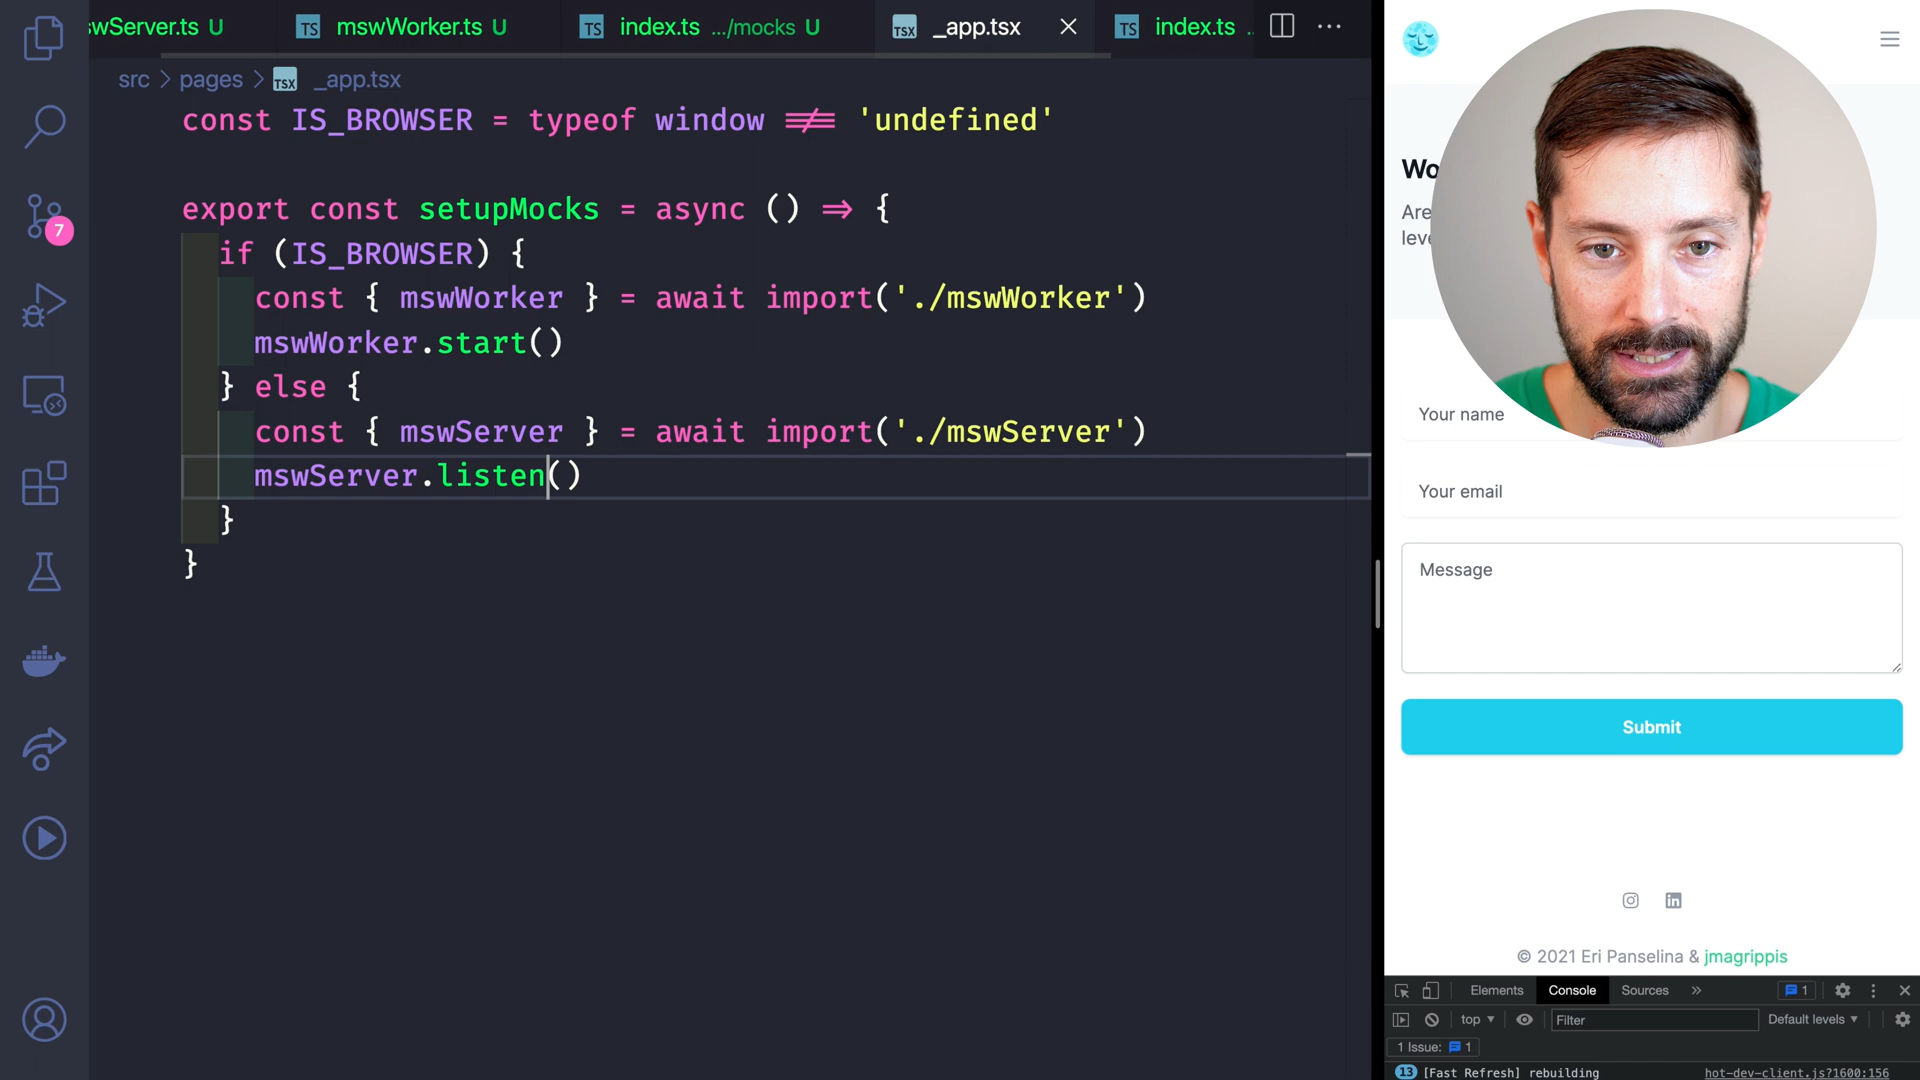 swServer.ts U
mswWorker.ts U
index.ts .../mocks U
_app.tsx
index.ts ..
src > pages > _app.tsx
const IS_BROWSER = typeof window !== 'undefined'
export const setupMocks = async () => {
if (IS_BROWSER) {
const { mswWorker } = await import('./mswWorker')
mswWorker.start()
} else {
const { mswServer } = await import('./mswServer')
mswServer.listen()
}
}
7
Wo
Are
leve
Your name
Your email
Message
Submit
© 2021 Eri Panselina & jmagrippis
Elements Console Sources » 1
top Filter Default levels
1 Issue: 1
13 [Fast Refresh] rebuilding hot-dev-client.js?1600:156